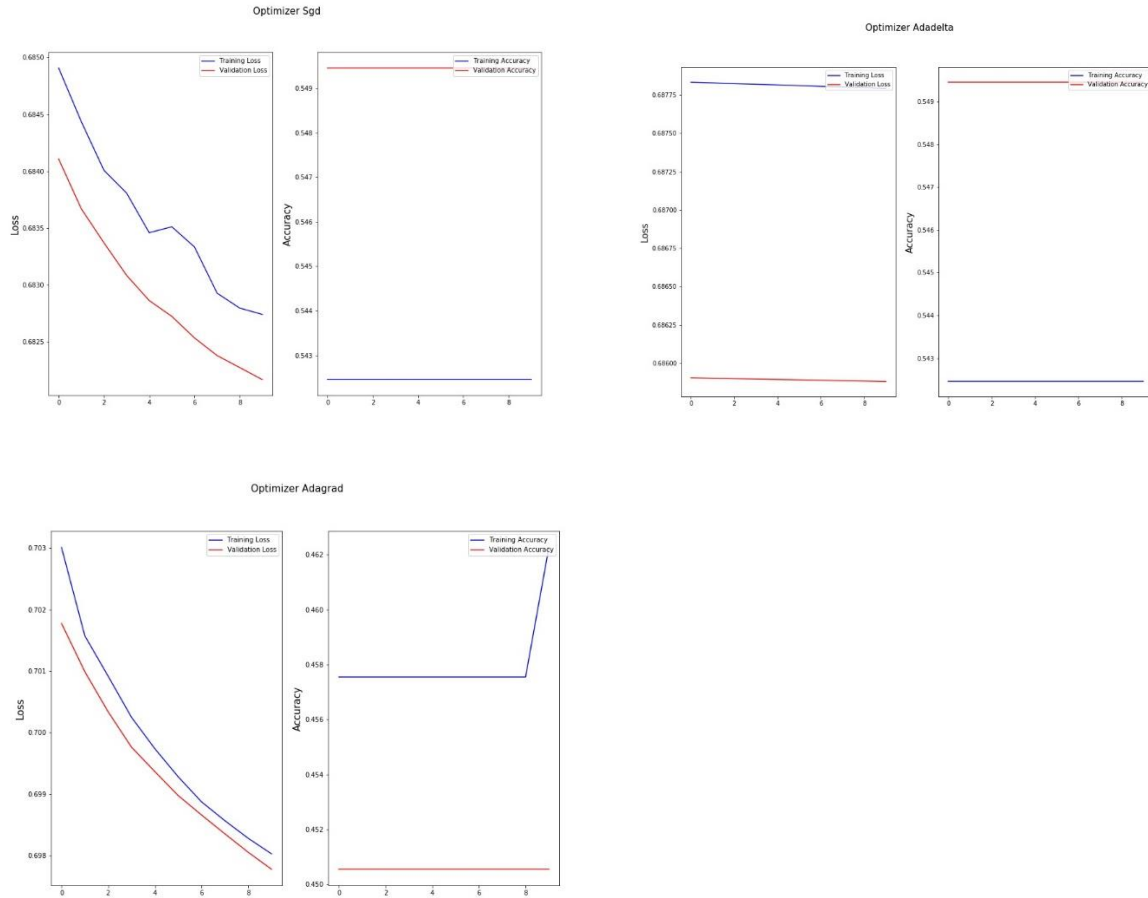 Optimizer Sgd
Training Loss
Validation Loss
0.6850
0.6845
0.6840
0.6835
0.6830
0.6825
Loss
0 2 4 6 8
Training Accuracy
Validation Accuracy
0.549
0.548
0.547
0.546
0.545
0.544
0.543
Accuracy
0 2 4 6 8
Optimizer Adadelta
Training Loss
Validation Loss
0.68775
0.68750
0.68725
0.68700
0.68675
0.68650
0.68625
0.68600
Loss
0 2 4 6 8
Training Accuracy
Validation Accuracy
0.549
0.548
0.547
0.546
0.545
0.544
0.543
Accuracy
0 2 4 6 8
Optimizer Adagrad
Training Loss
Validation Loss
0.703
0.702
0.701
0.700
0.699
0.698
Loss
0 2 4 6 8
Training Accuracy
Validation Accuracy
0.462
0.460
0.458
0.456
0.454
0.452
0.450
Accuracy
0 2 4 6 8